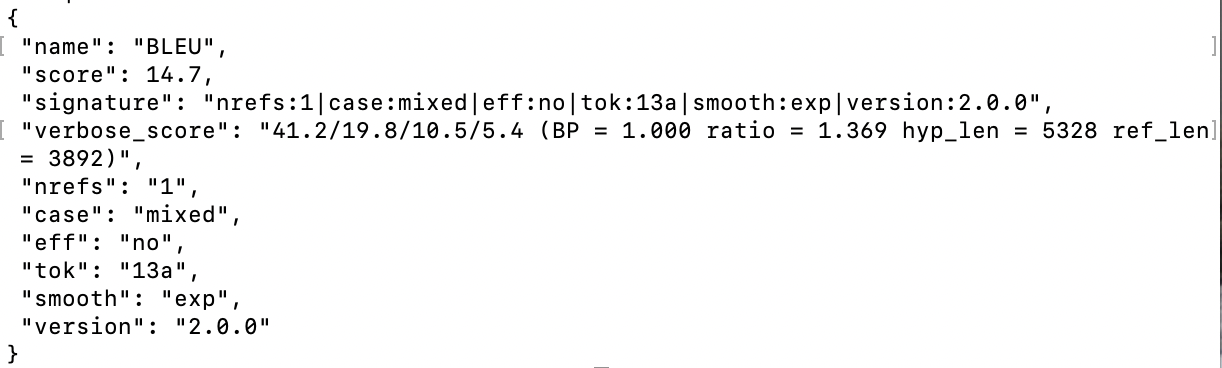 {
[ "name": "BLEU", ]
"score": 14.7,
"signature": "nrefs:1|case:mixed|eff:no|tok:13a|smooth:exp|version:2.0.0",
[ "verbose_score": "41.2/19.8/10.5/5.4 (BP = 1.000 ratio = 1.369 hyp_len = 5328 ref_len]
= 3892)",
"nrefs": "1",
"case": "mixed",
"eff": "no",
"tok": "13a",
"smooth": "exp",
"version": "2.0.0"
}